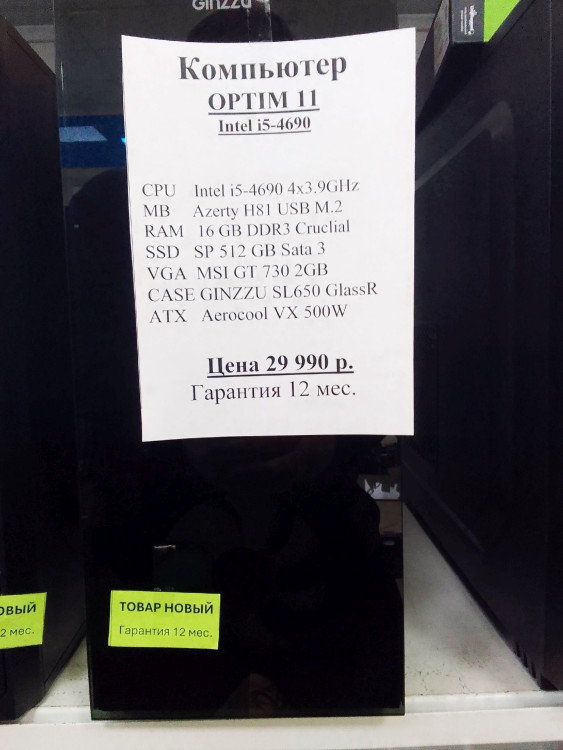 GINZZU
Компьютер
OPTIM 11
Intel i5-4690
CPU Intel i5-4690 4x3.9GHz
MB Azerty H81 USB M.2
RAM 16 GB DDR3 Cruclial
SSD SP 512 GB Sata 3
VGA MSI GT 730 2GB
CASE GINZZU SL650 GlassR
ATX Aerocool VX 500W
Цена 29 990 р.
Гарантия 12 мес.
ОВЫЙ
2 мес.
ТОВАР НОВЫЙ
Гарантия 12 мес.